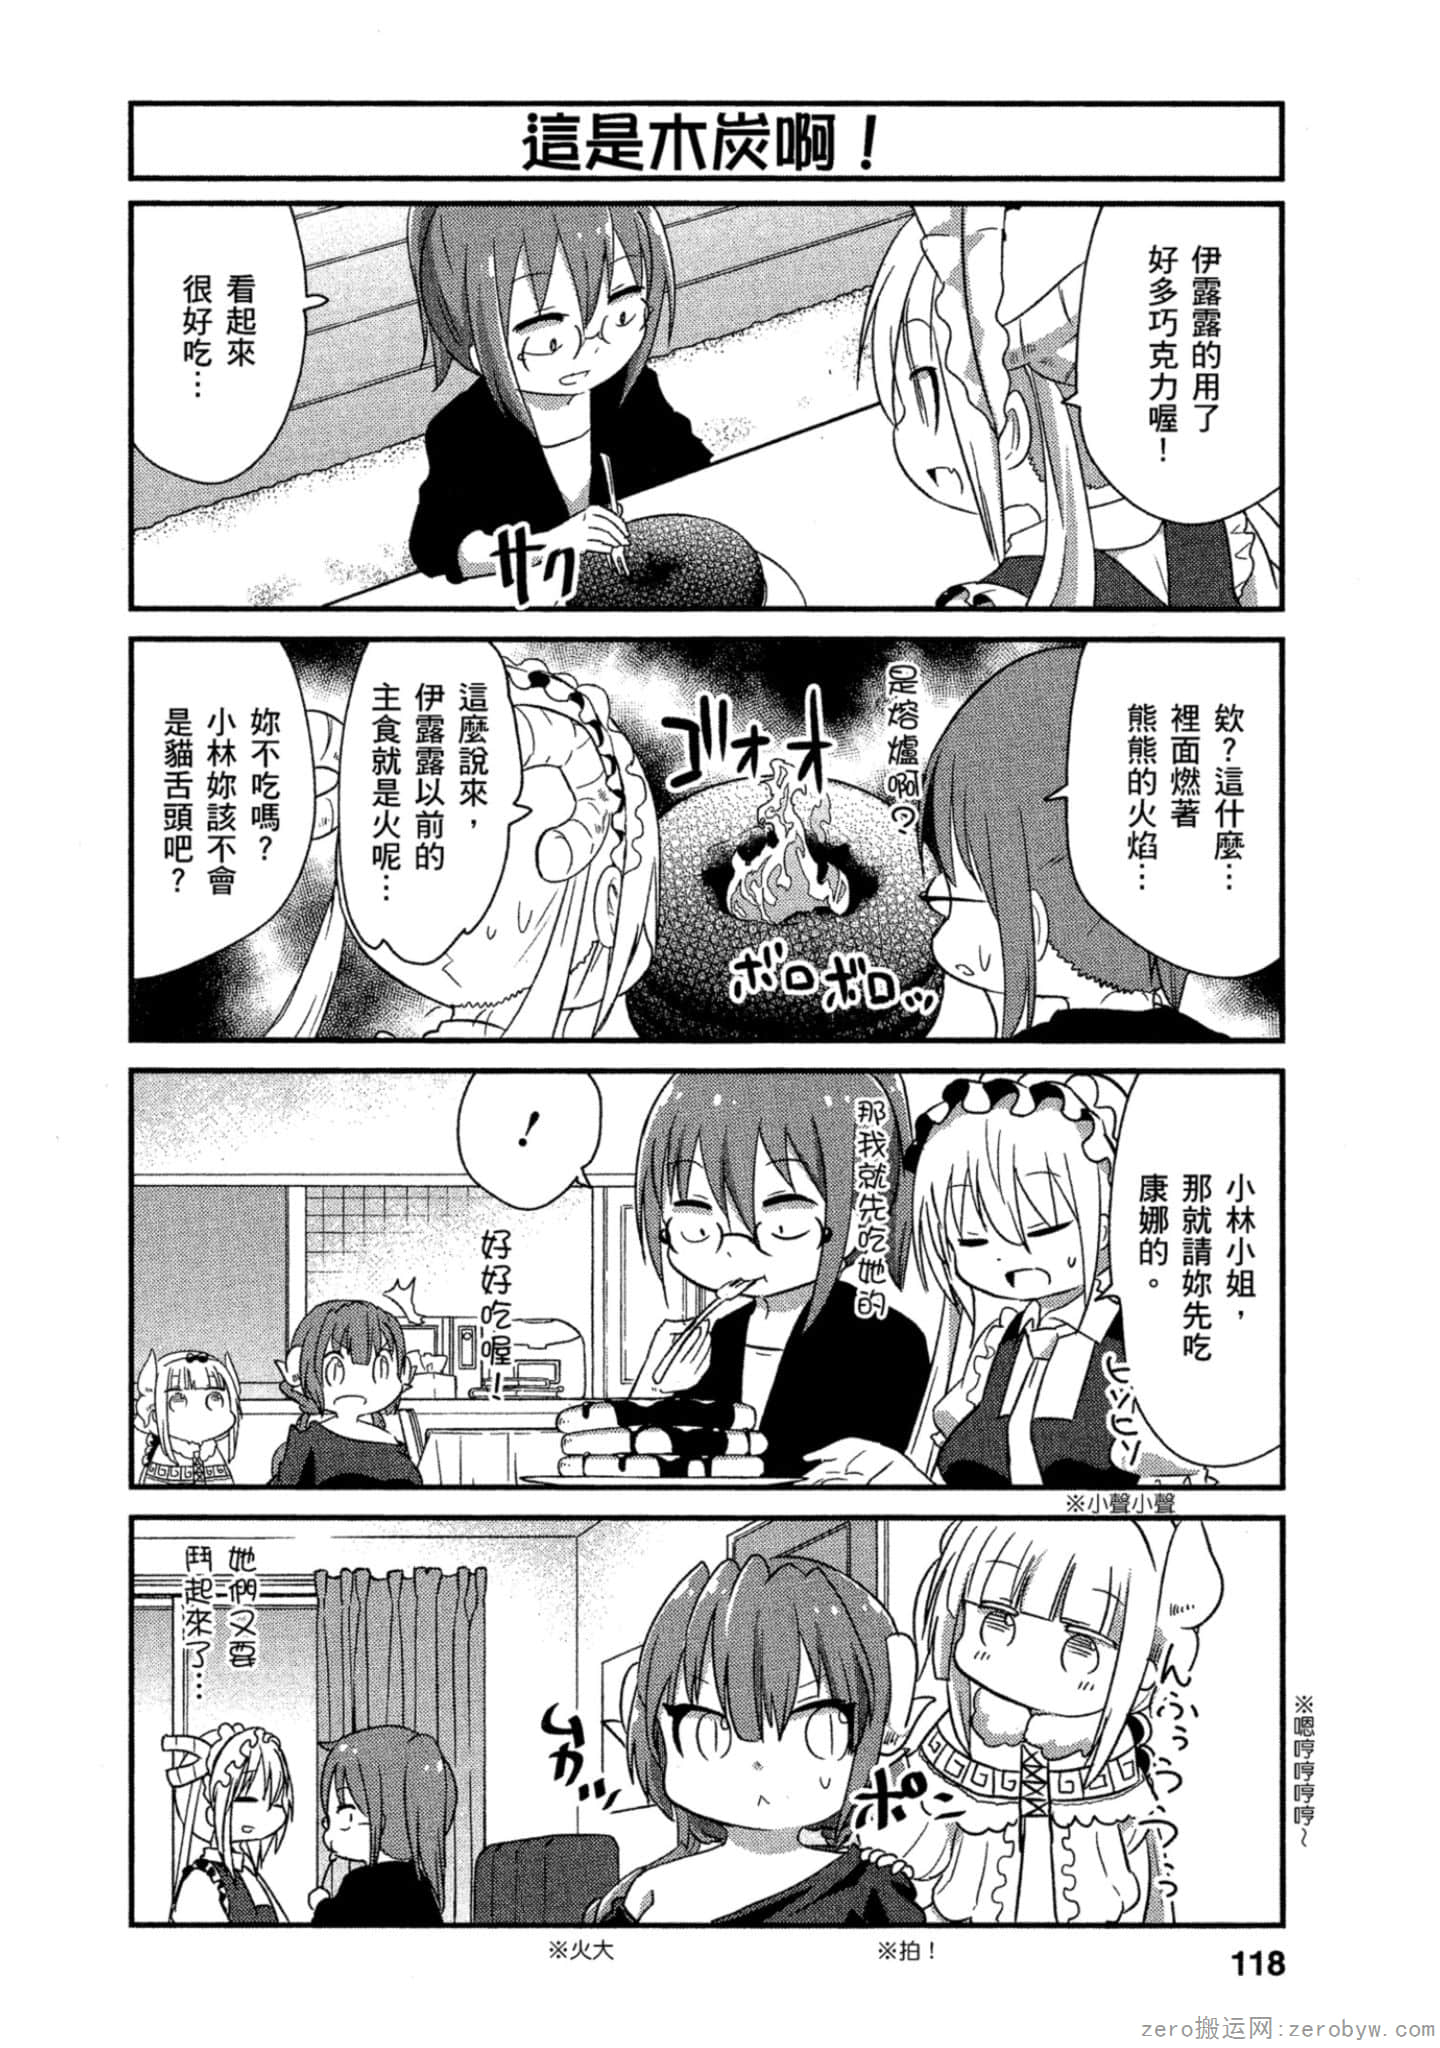 這是木炭啊！
伊露露的用了
好多巧克力喔！
看起來
很好吃…
サク
欸？這什麼…
裡面燃著
熊熊的火焰…
是熔爐啊？
ゴオオ
ボロボロ…
這麼說來，
伊露露以前的
主食就是火呢…
妳不吃嗎？
小林妳該不會
是貓舌頭吧？
小林小姐，
那就請妳先吃
康娜的。
ヒソヒソ
※小聲小聲
那我就先吃她的
！
好好吃喔！
んふぅぅぅぅっ
※嗯哼哼哼哼～
ポン
※拍！
イカッ
※火大
她們又要
鬥起來了…
118
zero搬运网:zerobyw.com